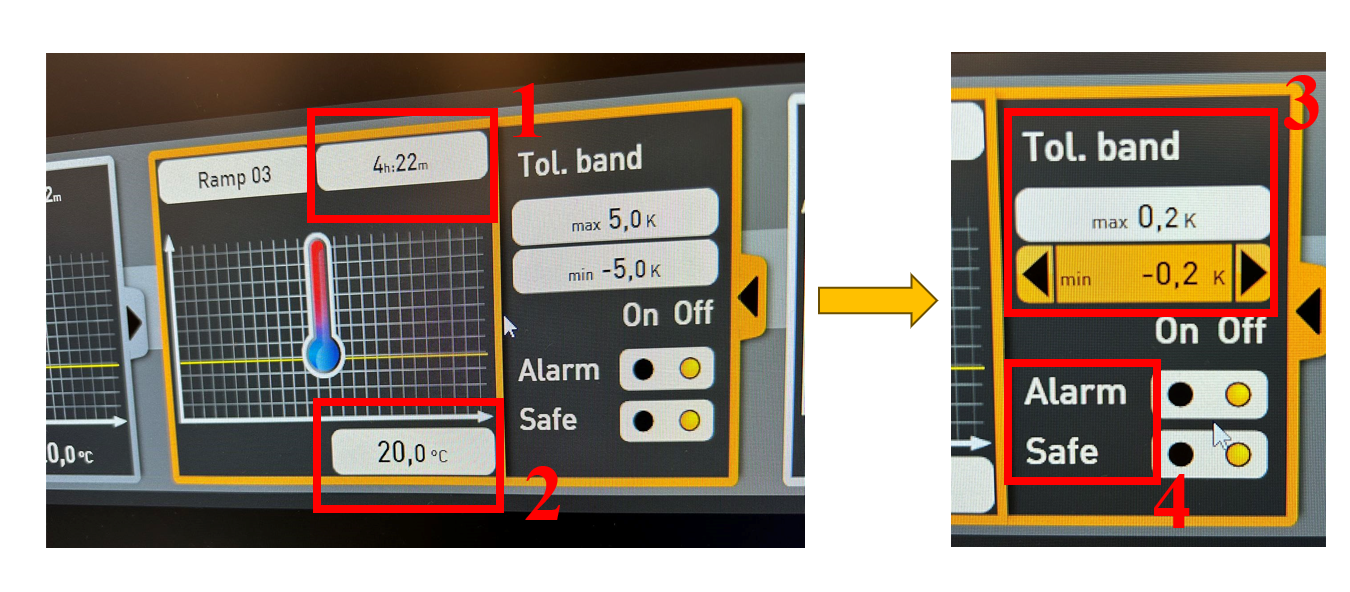 1
2m
Ramp 03
4h:22m
Tol. band
max 5,0 K
min -5,0 K
On Off
Alarm
Safe
0,0 °C
20,0 °C
2
3
Tol. band
max 0,2 K
min -0,2 K
On Off
Alarm
Safe
4